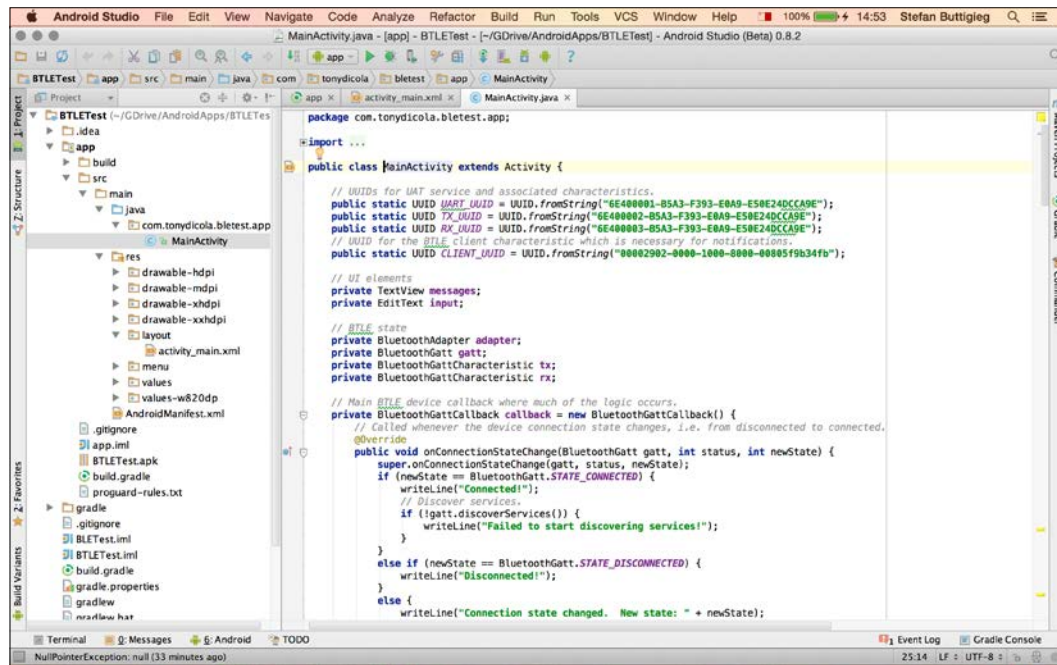 Android Studio File Edit View Navigate Code Analyze Refactor Build Run Tools VCS Window Help 100% 14:53 Stefan Buttigieg
MainActivity.java - [app] - BTLETest - [~/GDrive/AndroidApps/BTLETest] - Android Studio (Beta) 0.8.2
app
BTLETest app src main java com tonydicola bletest app MainActivity
Project
app activity_main.xml MainActivity.java
1: Project
Z: Structure
2: Favorites
Build Variants
BTLETest (~/GDrive/AndroidApps/BTLETes
.idea
app
build
src
main
java
com.tonydicola.bletest.app
MainActivity
res
drawable-hdpi
drawable-mdpi
drawable-xhdpi
drawable-xxhdpi
layout
activity_main.xml
menu
values
values-w820dp
AndroidManifest.xml
.gitignore
app.iml
BTLETest.apk
build.gradle
proguard-rules.txt
gradle
.gitignore
BLETest.iml
BTLETest.iml
build.gradle
gradle.properties
gradlew
gradlew.bat
package com.tonydicola.bletest.app;
import ...
public class MainActivity extends Activity {
// UUIDs for UAT service and associated characteristics.
public static UUID UART_UUID = UUID.fromString("6E400001-B5A3-F393-E0A9-E50E24DCCA9E");
public static UUID TX_UUID = UUID.fromString("6E400002-B5A3-F393-E0A9-E50E24DCCA9E");
public static UUID RX_UUID = UUID.fromString("6E400003-B5A3-F393-E0A9-E50E24DCCA9E");
// UUID for the BTLE client characteristic which is necessary for notifications.
public static UUID CLIENT_UUID = UUID.fromString("00002902-0000-1000-8000-00805f9b34fb");
// UI elements
private TextView messages;
private EditText input;
// BTLE state
private BluetoothAdapter adapter;
private BluetoothGatt gatt;
private BluetoothGattCharacteristic tx;
private BluetoothGattCharacteristic rx;
// Main BTLE device callback where much of the logic occurs.
private BluetoothGattCallback callback = new BluetoothGattCallback() {
// Called whenever the device connection state changes, i.e. from disconnected to connected.
@Override
public void onConnectionStateChange(BluetoothGatt gatt, int status, int newState) {
super.onConnectionStateChange(gatt, status, newState);
if (newState == BluetoothGatt.STATE_CONNECTED) {
writeLine("Connected!");
// Discover services.
if (!gatt.discoverServices()) {
writeLine("Failed to start discovering services!");
}
}
else if (newState == BluetoothGatt.STATE_DISCONNECTED) {
writeLine("Disconnected!");
}
else {
writeLine("Connection state changed.  New state: " + newState);
Terminal 0: Messages 6: Android TODO 1 Event Log Gradle Console
NullPointerException: null (33 minutes ago) 25:14 LF UTF-8